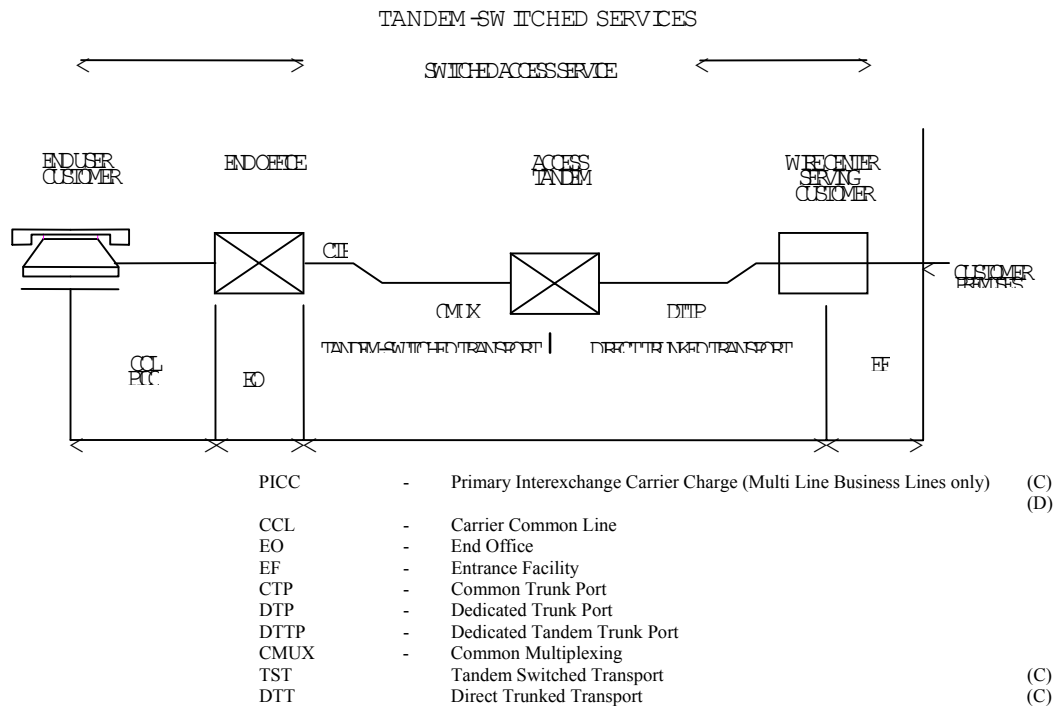 TANDEM-SWITCHED SERVICES
SWITCHED ACCESS SERVICE
END USER
CUSTOMER
END OFFICE
ACCESS
TANDEM
WIRE CENTER
SERVING
CUSTOMER
CTP
CUSTOMER
PREMISES
CMUX
DTTP
TANDEM-SWITCHED TRANSPORT
DIRECT TRUNKED TRANSPORT
CCL
PICC
EO
EF
PICC - Primary Interexchange Carrier Charge (Multi Line Business Lines only) (C)
(D)
CCL - Carrier Common Line
EO - End Office
EF - Entrance Facility
CTP - Common Trunk Port
DTP - Dedicated Trunk Port
DTTP - Dedicated Tandem Trunk Port
CMUX - Common Multiplexing
TST Tandem Switched Transport (C)
DTT Direct Trunked Transport (C)